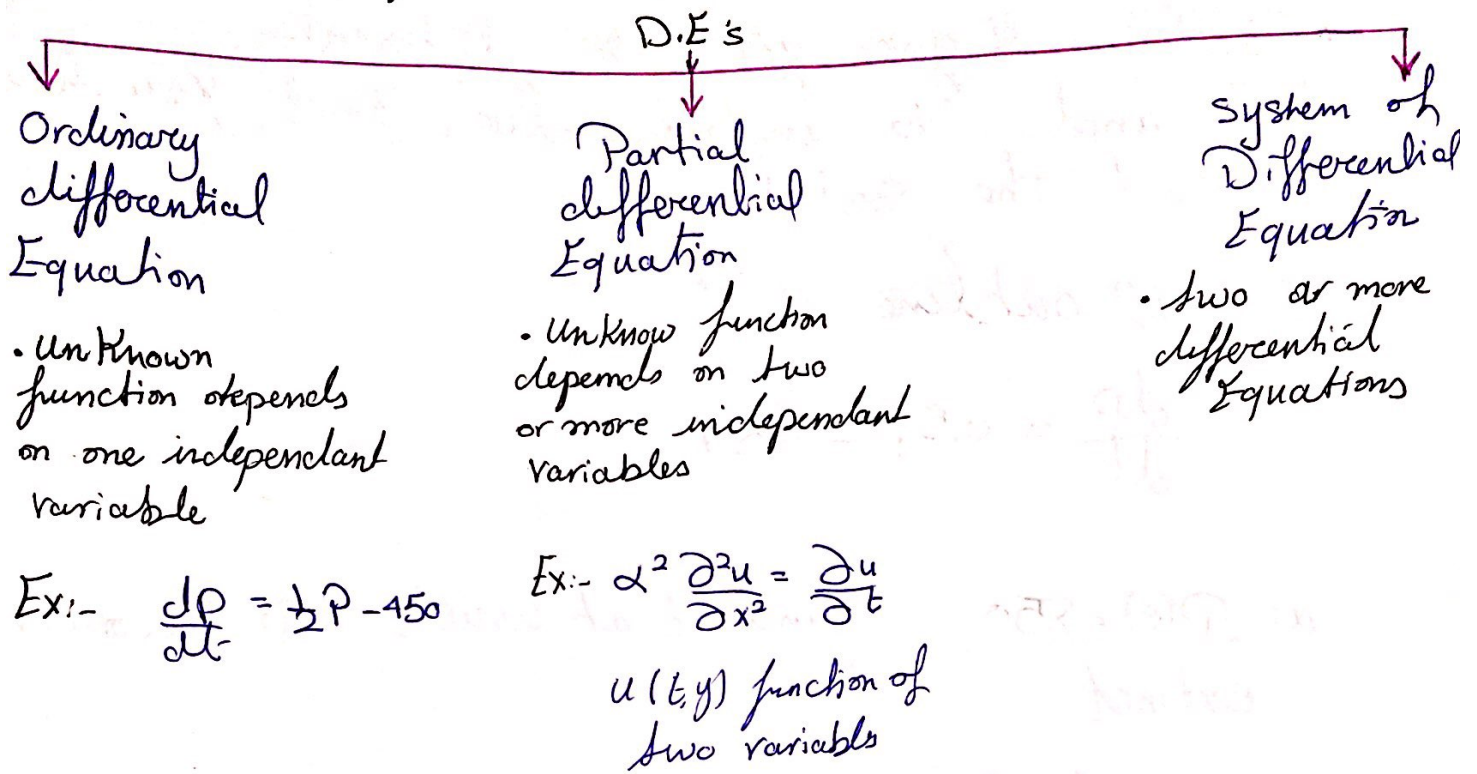 D.E's
Ordinary
differential
Equation
• Unknown
function depends
on one independant
variable
Ex:- dp/dt = 1/2 P - 450
Partial
differential
Equation
• Unknow function
depends on two
or more independant
variables
Ex:- α² ∂²u/∂x² = ∂u/∂t
u(t,y) function of
two variables
System of
Differential
Equation
• two or more
differential
Equations